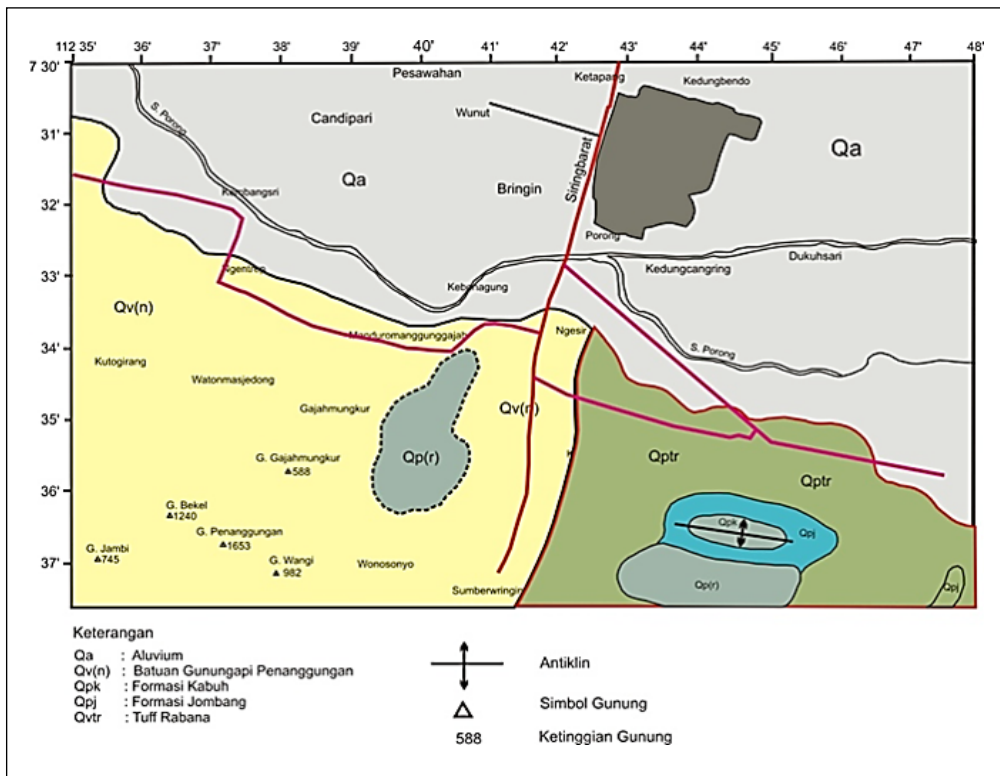 112 35' 36' 37' 38' 39' 40' 41' 42' 43' 44' 45' 46' 47' 48'
7 30'
Pesawahan
Ketapang
Kedungbendo
S. Porong
Candipari
Wunut
31'
Qa
Siringbarat
Qa
Kembangsri
Bringin
32'
Porong
Dukuhsari
Kedungcangring
33'
Ngentrep
Kebonagung
Qv(n)
Manduromanggunggajah
Ngesir
34'
S. Porong
Kutogirang
Watonmasjedong
Gajahmungkur
Qv(n)
35'
Qp(r)
Qptr
Qptr
G. Gajahmungkur
588
36'
G. Bekel
1240
Qpk
Qpj
G. Penanggungan
1653
G. Jambi
745
G. Wangi
982
Wonosonyo
37'
Sumberwringin
Qp(r)
Qpj
Keterangan
Qa : Aluvium
Qv(n) : Batuan Gunungapi Penanggungan
Qpk : Formasi Kabuh
Qpj : Formasi Jombang
Qvtr : Tuff Rabana
Antiklin
Simbol Gunung
588 Ketinggian Gunung